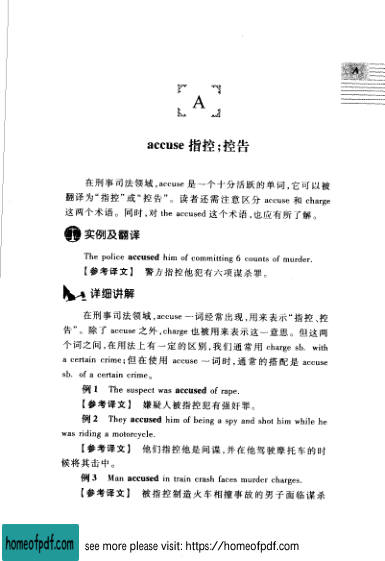 A
A
accuse 指控;控告
在刑事司法领域,accuse 是一个十分活跃的单词,它可以被
翻译为“指控”或“控告”。读者还需注意区分 accuse 和 charge
这两个术语。同时,对 the accused 这个术语,也应有所了解。
实例及翻译
The police accused him of committing 6 counts of murder.
【参考译文】 警方指控他犯有六项谋杀罪。
详细讲解
在刑事司法领域,accuse 一词经常出现,用来表示“指控、控
告”。除了 accuse 之外,charge 也被用来表示这一意思。但这两
个词之间,在用法上有一定的区别,我们通常用 charge sb. with
a certain crime;但在使用 accuse 一词时,通常的搭配是 accuse
sb. of a certain crime。
例 1 The suspect was accused of rape.
【参考译文】 嫌疑人被指控犯有强奸罪。
例 2 They accused him of being a spy and shot him while he
was riding a motorcycle.
【参考译文】 他们指控他是间谍,并在他驾驶摩托车的时
候将其击中。
例 3 Man accused in train crash faces murder charges.
【参考译文】 被指控制造火车相撞事故的男子面临谋杀
homeofpdf.com see more please visit: https://homeofpdf.com